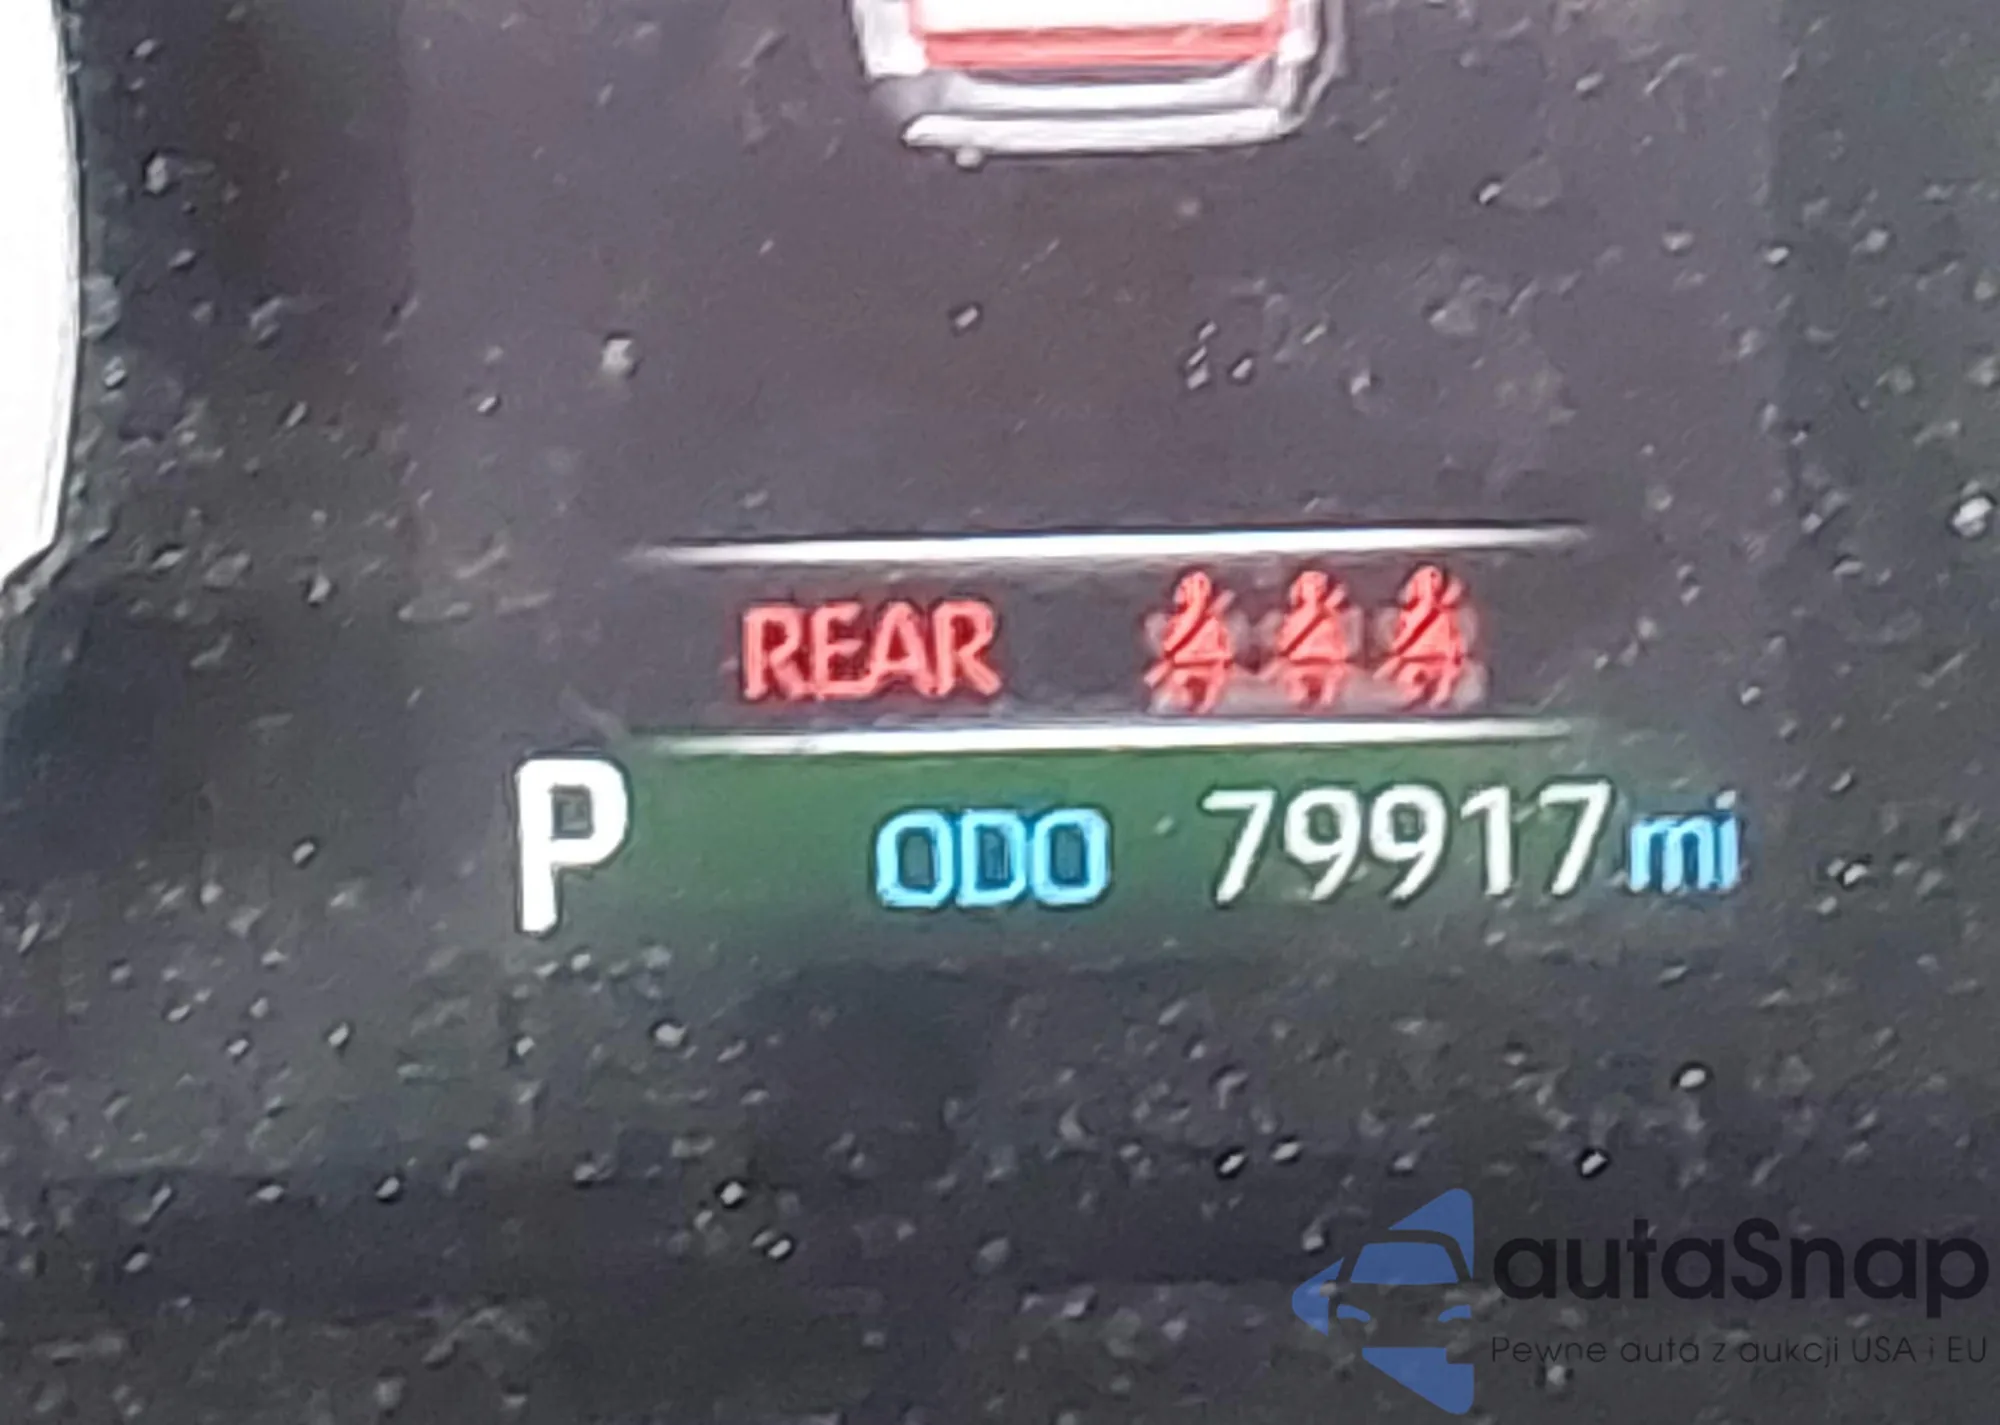 REAR
P ODO 79917 mi
autaSnap
Pewne auta z aukcji USA i EU